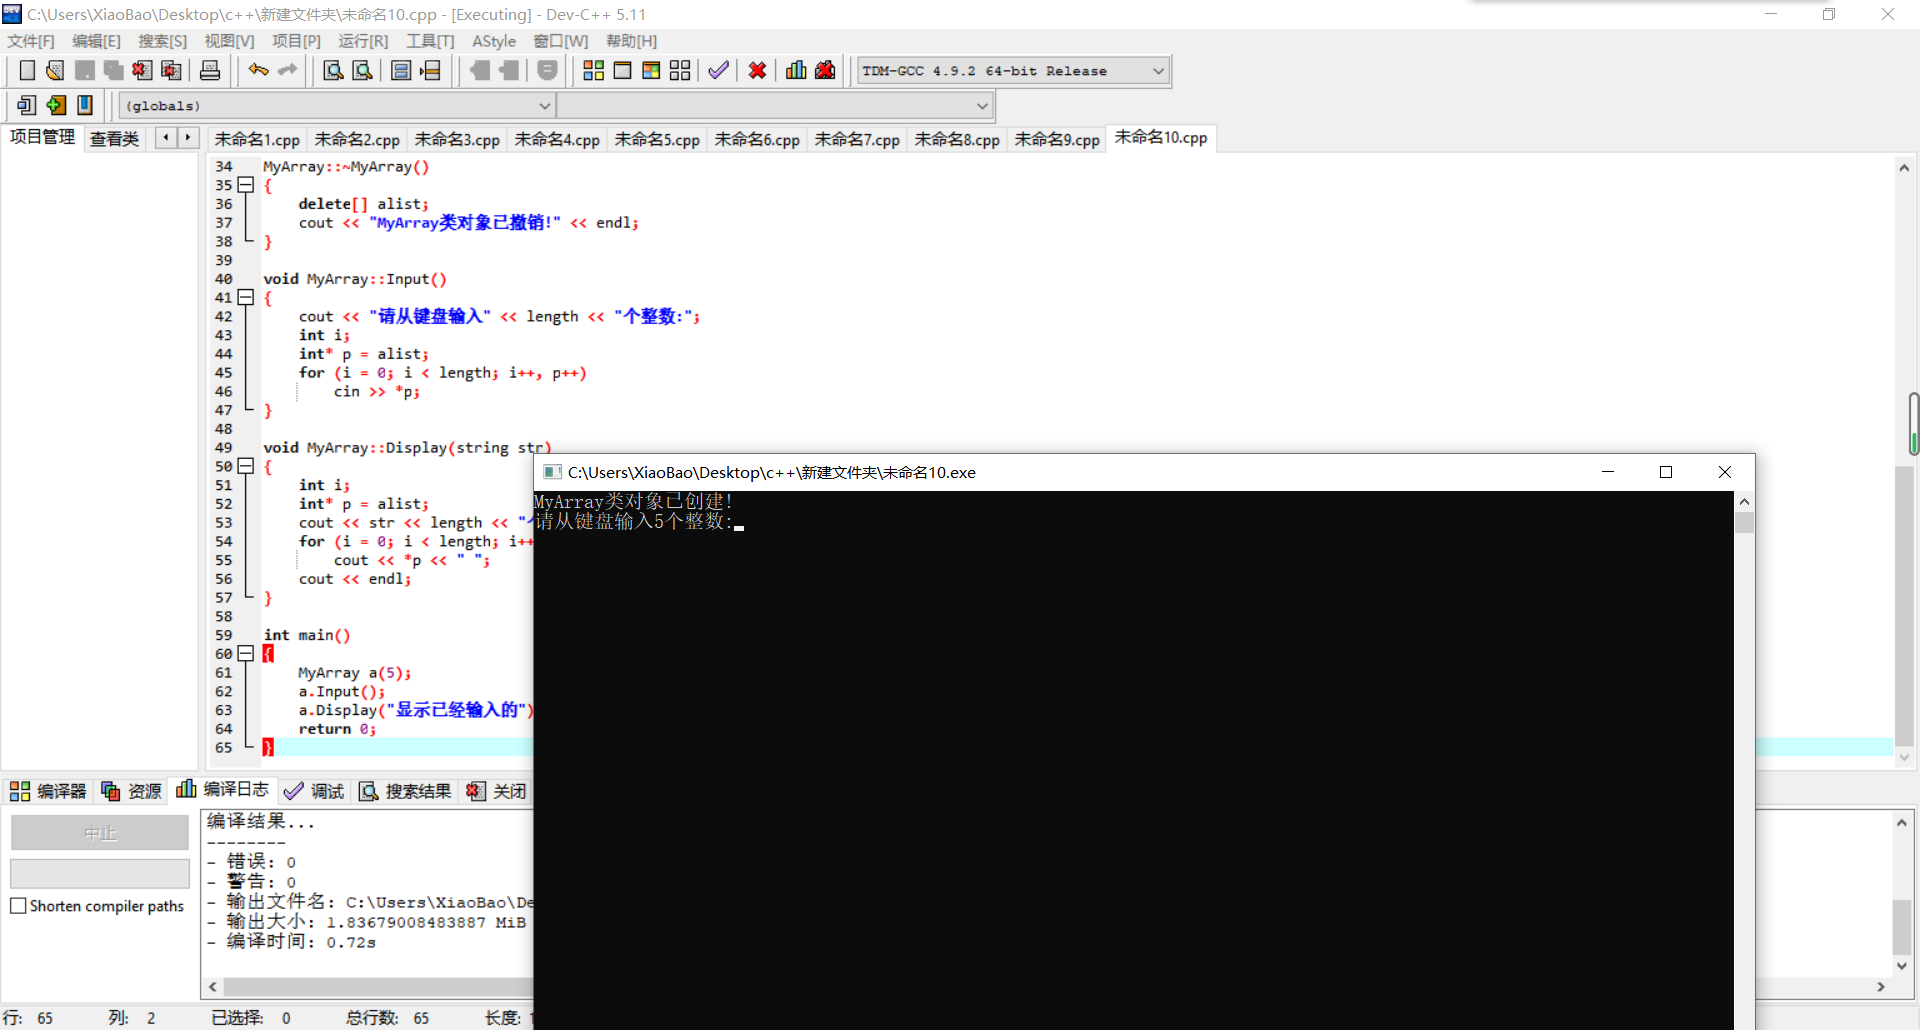 C:\Users\XiaoBao\Desktop\c++\新建文件夹\未命名10.cpp - [Executing] - Dev-C++ 5.11
文件[F] 编辑[E] 搜索[S] 视图[V] 项目[P] 运行[R] 工具[T] AStyle 窗口[W] 帮助[H]
TDM-GCC 4.9.2 64-bit Release
(globals)
项目管理 查看类 未命名1.cpp 未命名2.cpp 未命名3.cpp 未命名4.cpp 未命名5.cpp 未命名6.cpp 未命名7.cpp 未命名8.cpp 未命名9.cpp 未命名10.cpp
34 MyArray::~MyArray()
35 {
36 delete[] alist;
37 cout << "MyArray类对象已撤销!" << endl;
38 }
39
40 void MyArray::Input()
41 {
42 cout << "请从键盘输入" << length << "个整数:";
43 int i;
44 int* p = alist;
45 for (i = 0; i < length; i++, p++)
46 cin >> *p;
47 }
48
49 void MyArray::Display(string str)
50 {
51 int i;
52 int* p = alist;
53 cout << str << length << "
54 for (i = 0; i < length; i++
55 cout << *p << " ";
56 cout << endl;
57 }
58
59 int main()
60 {
61 MyArray a(5);
62 a.Input();
63 a.Display("显示已经输入的")
64 return 0;
65 }
C:\Users\XiaoBao\Desktop\c++\新建文件夹\未命名10.exe
MyArray类对象已创建!
请从键盘输入5个整数:
编译器 资源 编译日志 调试 搜索结果 关闭
中止
Shorten compiler paths
编译结果...
--------
- 错误: 0
- 警告: 0
- 输出文件名: C:\Users\XiaoBao\De
- 输出大小: 1.83679008483887 MiB
- 编译时间: 0.72s
行: 65 列: 2 已选择: 0 总行数: 65 长度: